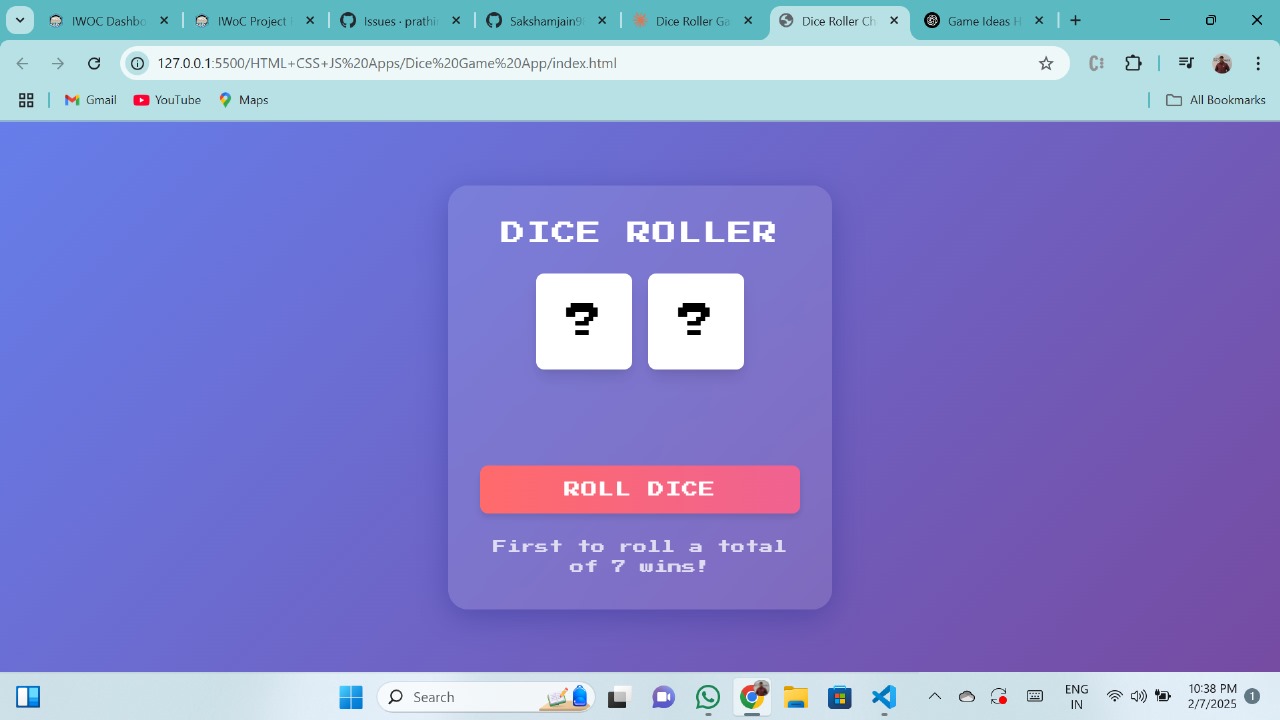 IWOC Dashbo
IWoC Project
Issues · prathi
Sakshamjain9
Dice Roller Ga
Dice Roller Ch
Game Ideas H
127.0.0.1:5500/HTML+CSS+JS%20Apps/Dice%20Game%20App/index.html
Gmail
YouTube
Maps
All Bookmarks
DICE ROLLER
? ?
ROLL DICE
First to roll a total
of 7 wins!
Search
ENG
IN
10:38 PM
2/7/2025
1